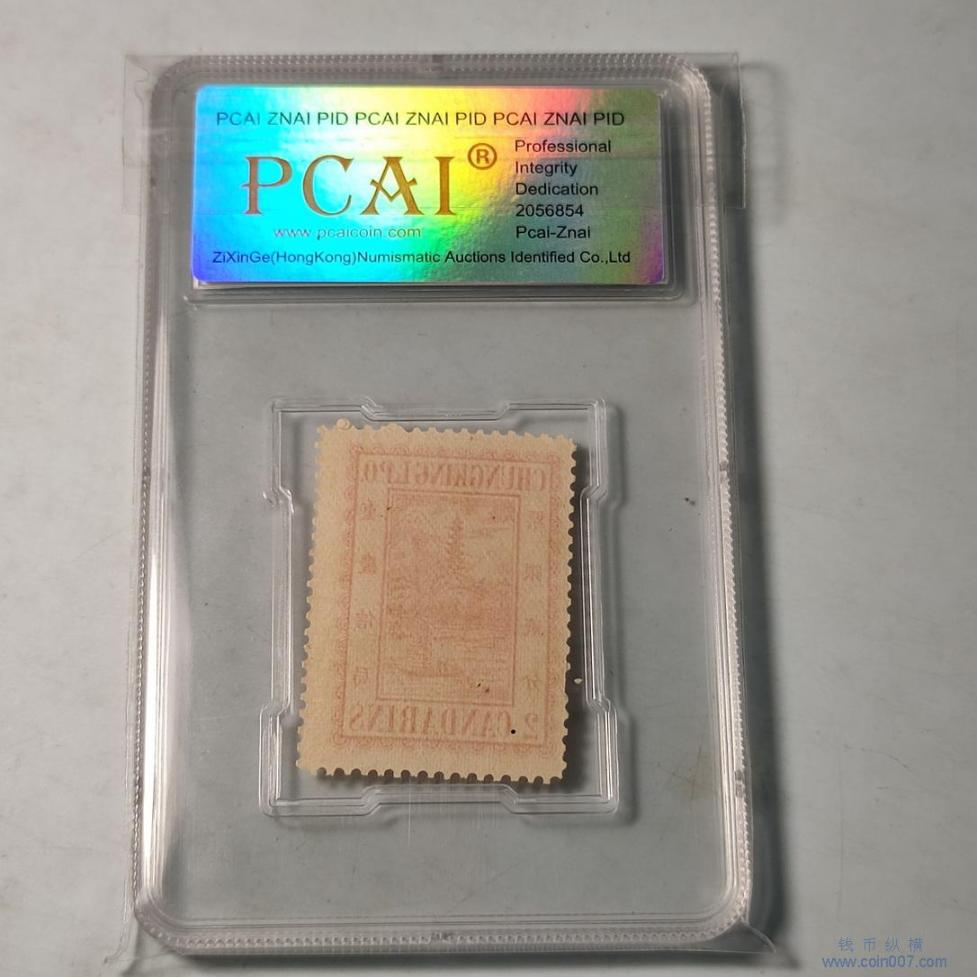 PCAI ZNAI PID PCAI ZNAI PID PCAI ZNAI PID
PCAI®
Professional
Integrity
Dedication
2056854
www.pcaicoin.com
Pcai-Znai
ZiXinGe(HongKong)Numismatic Auctions Identified Co.,Ltd
CHUNGKING L.P.O.
2 CANDARINS
钱币纵横
www.coin007.com